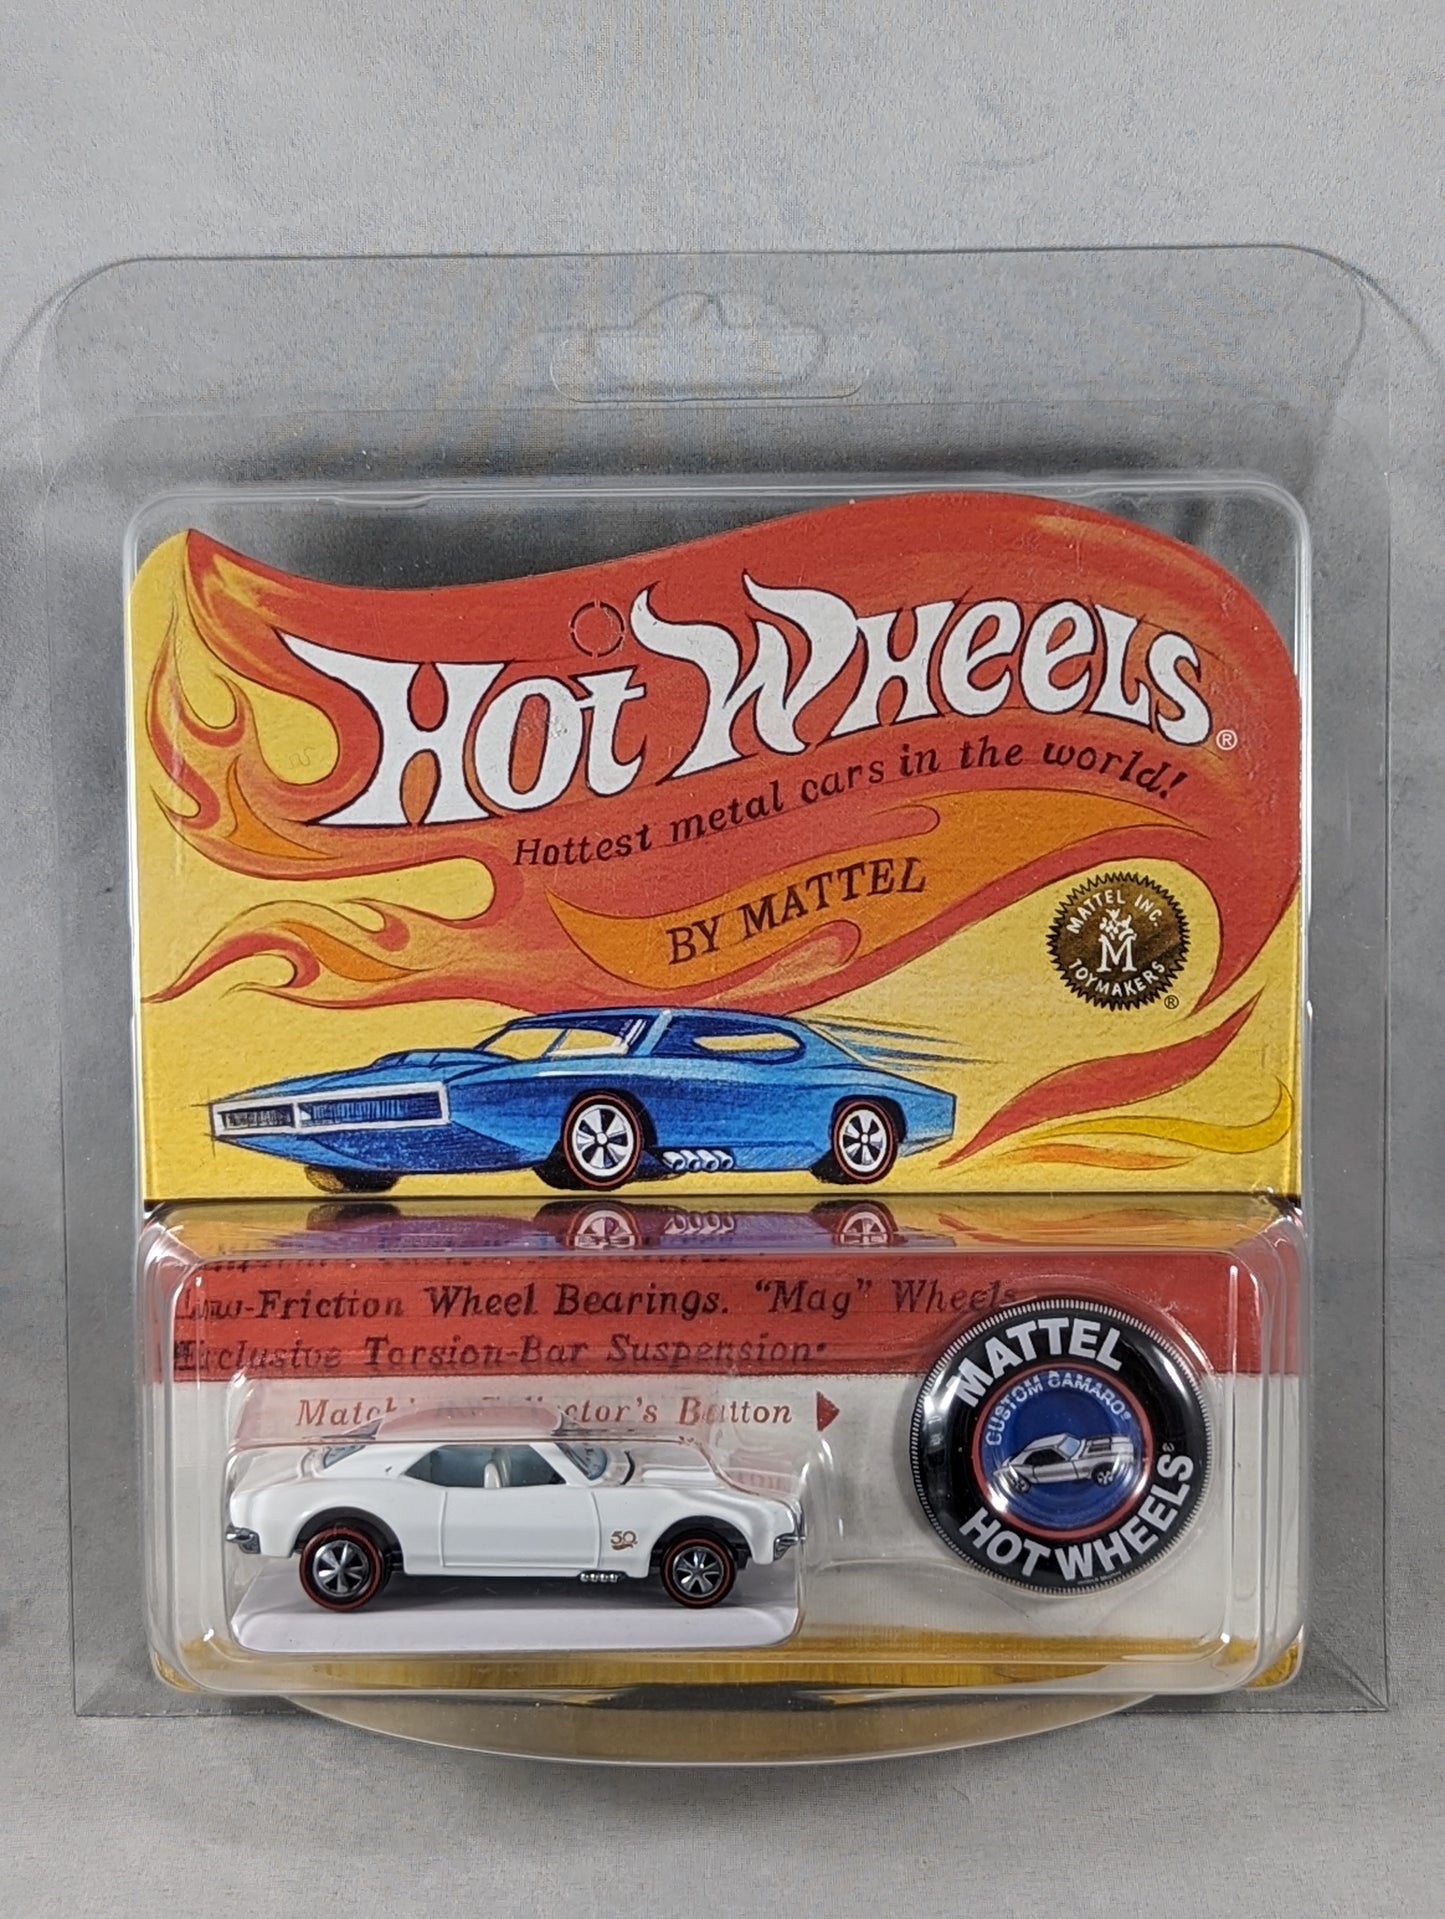 Hot Wheels®
Hottest metal cars in the world!
BY MATTEL
MATTEL INC.
M
TOYMAKERS
®
Low-Friction Wheel Bearings. "Mag" Wheels
Exclusive Torsion-Bar Suspension.
Collector's Button
50
MATTEL
CUSTOM CAMARO®
HOT WHEELS®